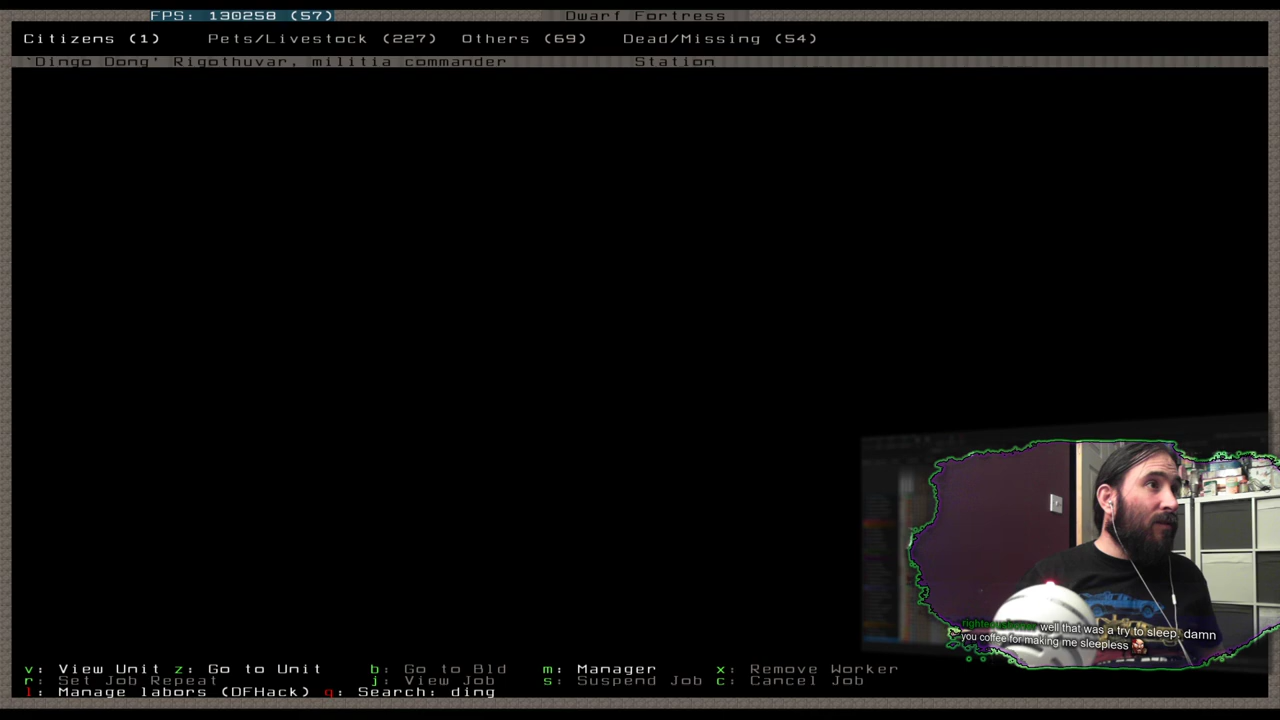 FPS: 130258 (57) Dwarf Fortress
Citizens (1) Pets/Livestock (227) Others (69) Dead/Missing (54)
`Dingo Dong' Rigothuvar, militia commander Station
v: View Unit z: Go to Unit b: Go to Bld m: Manager x: Remove Worker
r: Set Job Repeat j: View Job s: Suspend Job c: Cancel Job
l: Manage labors (DFHack) q: Search: ding
well that was a try to sleep, damn
you coffee for making me sleepless